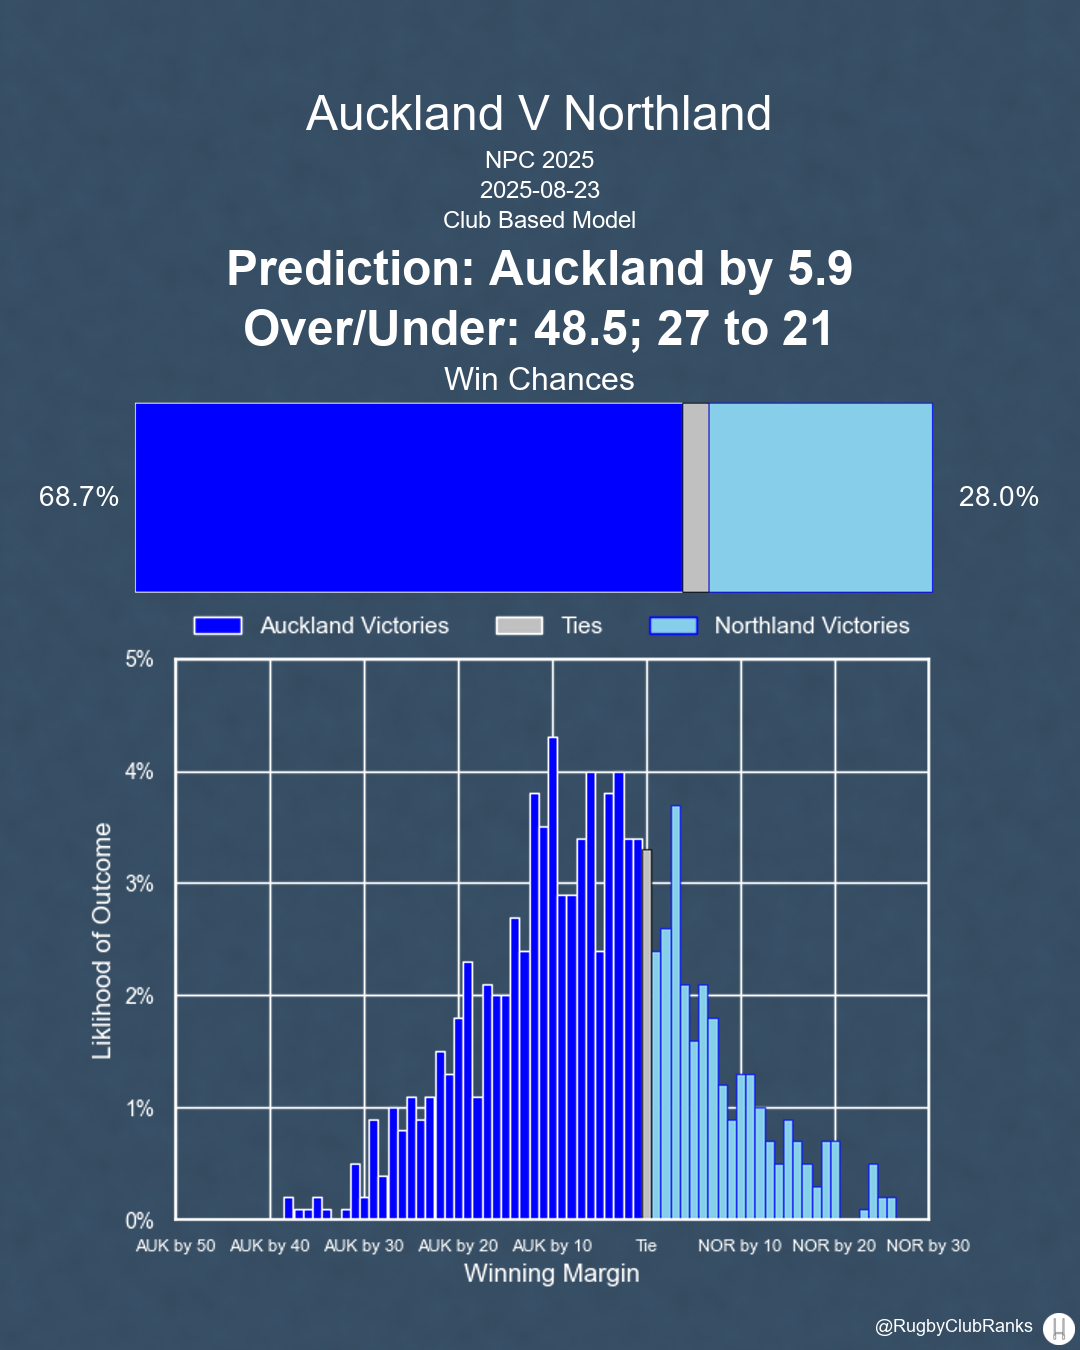 Auckland V Northland
NPC 2025
2025-08-23
Club Based Model
Prediction: Auckland by 5.9
Over/Under: 48.5; 27 to 21
Win Chances
68.7%
28.0%
Auckland Victories Ties Northland Victories
5%
4%
3%
2%
1%
0%
Liklihood of Outcome
AUK by 50 AUK by 40 AUK by 30 AUK by 20 AUK by 10 Tie NOR by 10 NOR by 20 NOR by 30
Winning Margin
@RugbyClubRanks